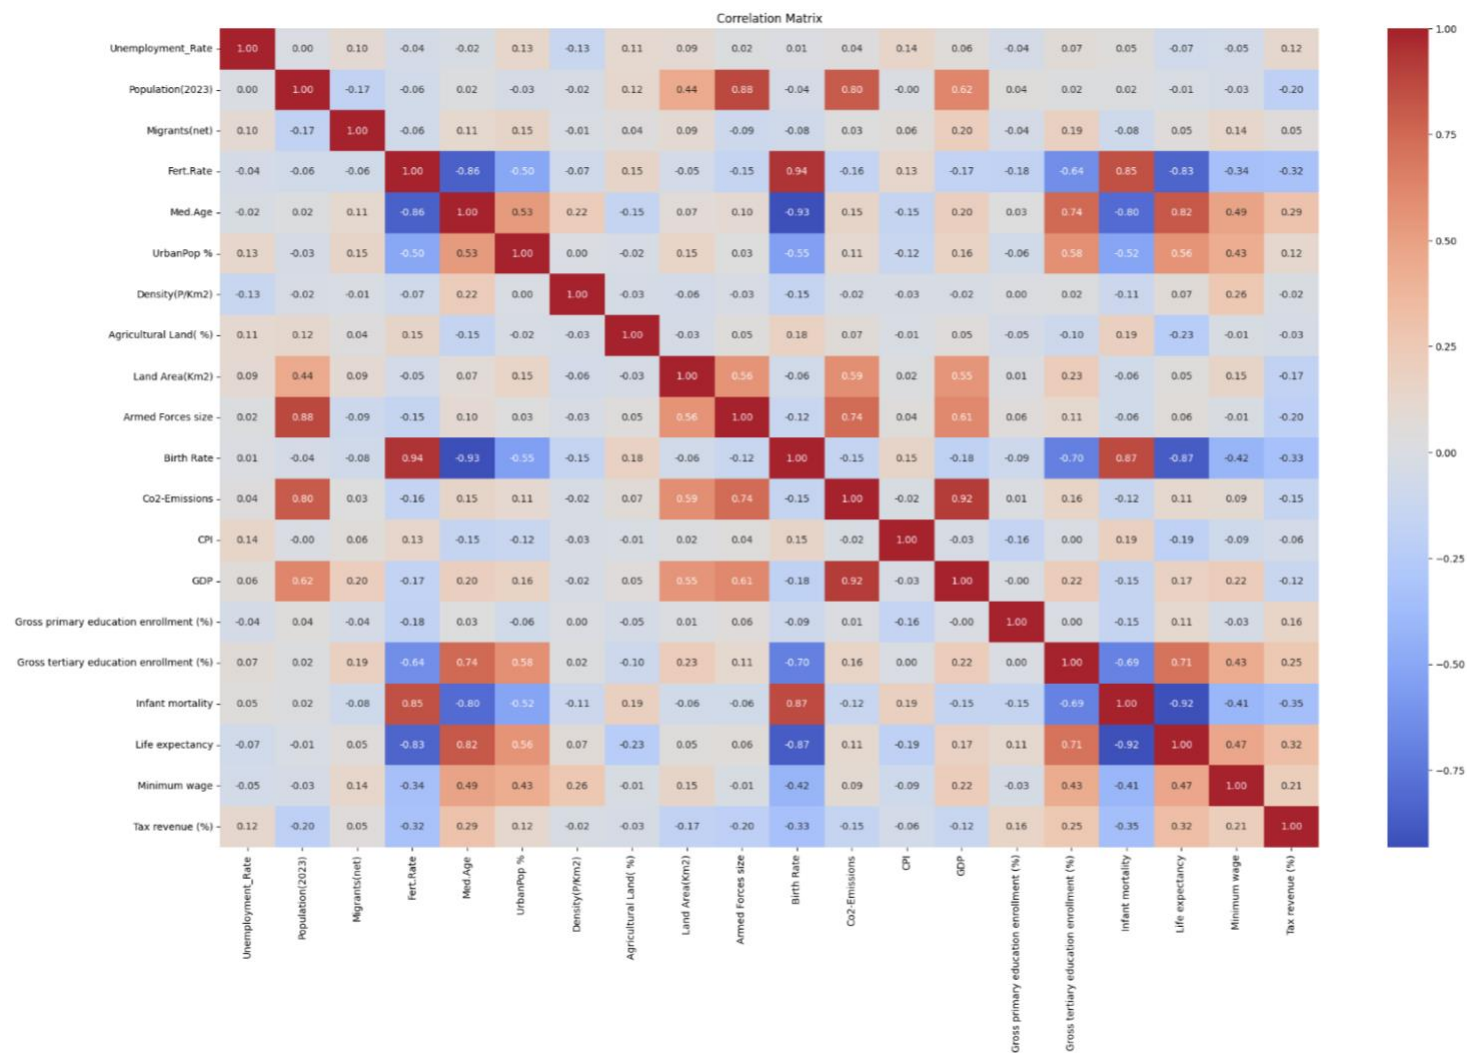 Correlation Matrix
Unemployment_Rate 1.00 0.00 0.10 -0.04 -0.02 0.13 -0.13 0.11 0.09 0.02 0.01 0.04 0.14 0.06 -0.04 0.07 0.05 -0.07 -0.05 0.12
Population(2023) 0.00 1.00 -0.17 -0.06 0.02 -0.03 -0.02 0.12 0.44 0.88 -0.04 0.80 -0.00 0.62 0.04 0.02 0.02 -0.01 -0.03 -0.20
Migrants(net) 0.10 -0.17 1.00 -0.06 0.11 0.15 -0.01 0.04 0.09 -0.09 -0.08 0.03 0.06 0.20 -0.04 0.19 -0.08 0.05 0.14 0.05
Fert.Rate -0.04 -0.06 -0.06 1.00 -0.86 -0.50 -0.07 0.15 -0.05 -0.15 0.94 -0.16 0.13 -0.17 -0.18 -0.64 0.85 -0.83 -0.34 -0.32
Med.Age -0.02 0.02 0.11 -0.86 1.00 0.53 0.22 -0.15 0.07 0.10 -0.93 0.15 -0.15 0.20 0.03 0.74 -0.80 0.82 0.49 0.29
UrbanPop % 0.13 -0.03 0.15 -0.50 0.53 1.00 0.00 -0.02 0.15 0.03 -0.55 0.11 -0.12 0.16 -0.06 0.58 -0.52 0.56 0.43 0.12
Density(P/Km2) -0.13 -0.02 -0.01 -0.07 0.22 0.00 1.00 -0.03 -0.06 -0.03 -0.15 -0.02 -0.03 -0.02 0.00 0.02 -0.11 0.07 0.26 -0.02
Agricultural Land( %) 0.11 0.12 0.04 0.15 -0.15 -0.02 -0.03 1.00 -0.03 0.05 0.18 0.07 -0.01 0.05 -0.05 -0.10 0.19 -0.23 -0.01 -0.03
Land Area(Km2) 0.09 0.44 0.09 -0.05 0.07 0.15 -0.06 -0.03 1.00 0.56 -0.06 0.59 0.02 0.55 0.01 0.23 -0.06 0.05 0.15 -0.17
Armed Forces size 0.02 0.88 -0.09 -0.15 0.10 0.03 -0.03 0.05 0.56 1.00 -0.12 0.74 0.04 0.61 0.06 0.11 -0.06 0.06 -0.01 -0.20
Birth Rate 0.01 -0.04 -0.08 0.94 -0.93 -0.55 -0.15 0.18 -0.06 -0.12 1.00 -0.15 0.15 -0.18 -0.09 -0.70 0.87 -0.87 -0.42 -0.33
Co2-Emissions 0.04 0.80 0.03 -0.16 0.15 0.11 -0.02 0.07 0.59 0.74 -0.15 1.00 -0.02 0.92 0.01 0.16 -0.12 0.11 0.09 -0.15
CPI 0.14 -0.00 0.06 0.13 -0.15 -0.12 -0.03 -0.01 0.02 0.04 0.15 -0.02 1.00 -0.03 -0.16 0.00 0.19 -0.19 -0.09 -0.06
GDP 0.06 0.62 0.20 -0.17 0.20 0.16 -0.02 0.05 0.55 0.61 -0.18 0.92 -0.03 1.00 -0.00 0.22 -0.15 0.17 0.22 -0.12
Gross primary education enrollment (%) -0.04 0.04 -0.04 -0.18 0.03 -0.06 0.00 -0.05 0.01 0.06 -0.09 0.01 -0.16 -0.00 1.00 0.00 -0.15 0.11 -0.03 0.16
Gross tertiary education enrollment (%) 0.07 0.02 0.19 -0.64 0.74 0.58 0.02 -0.10 0.23 0.11 -0.70 0.16 0.00 0.22 0.00 1.00 -0.69 0.71 0.43 0.25
Infant mortality 0.05 0.02 -0.08 0.85 -0.80 -0.52 -0.11 0.19 -0.06 -0.06 0.87 -0.12 0.19 -0.15 -0.15 -0.69 1.00 -0.92 -0.41 -0.35
Life expectancy -0.07 -0.01 0.05 -0.83 0.82 0.56 0.07 -0.23 0.05 0.06 -0.87 0.11 -0.19 0.17 0.11 0.71 -0.92 1.00 0.47 0.32
Minimum wage -0.05 -0.03 0.14 -0.34 0.49 0.43 0.26 -0.01 0.15 -0.01 -0.42 0.09 -0.09 0.22 -0.03 0.43 -0.41 0.47 1.00 0.21
Tax revenue (%) 0.12 -0.20 0.05 -0.32 0.29 0.12 -0.02 -0.03 -0.17 -0.20 -0.33 -0.15 -0.06 -0.12 0.16 0.25 -0.35 0.32 0.21 1.00
Unemployment_Rate
Population(2023)
Migrants(net)
Fert.Rate
Med.Age
UrbanPop %
Density(P/Km2)
Agricultural Land( %)
Land Area(Km2)
Armed Forces size
Birth Rate
Co2-Emissions
CPI
GDP
Gross primary education enrollment (%)
Gross tertiary education enrollment (%)
Infant mortality
Life expectancy
Minimum wage
Tax revenue (%)
1.00
0.75
0.50
0.25
0.00
−0.25
−0.50
−0.75